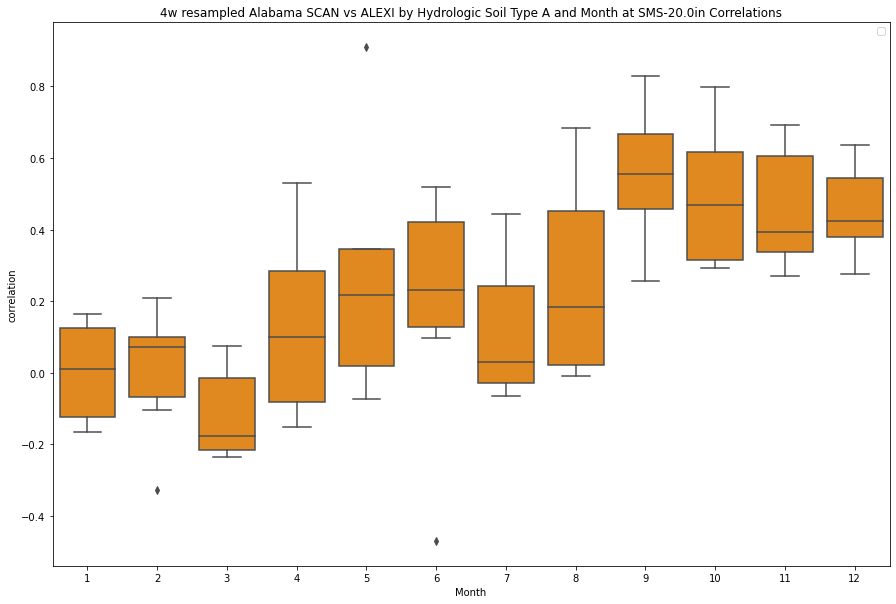 4w resampled Alabama SCAN vs ALEXI by Hydrologic Soil Type A and Month at SMS-20.0in Correlations
0.8
0.6
0.4
0.2
0.0
−0.2
−0.4
correlation
1 2 3 4 5 6 7 8 9 10 11 12
Month